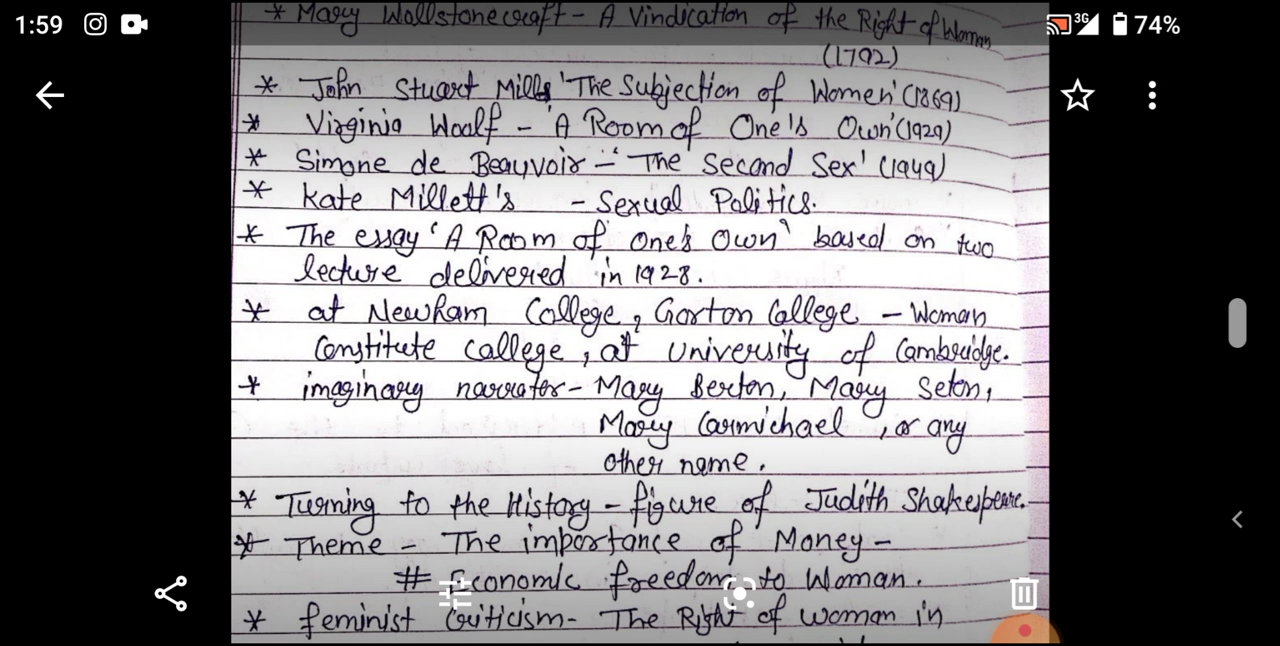 1:59
3G 74%
* Mary Wollstonecraft - A Vindication of the Right of Woman
(1792)
* John Stuart Mills 'The Subjection of Women' (1869)
* Virginia Woolf - 'A Room of One's Own' (1929)
* Simone de Beauvoir - 'The Second Sex' (1949)
* Kate Millett's - Sexual Politics.
* The essay 'A Room of One's Own' based on two
lecture delivered in 1928.
* at Newham College, Gorton College - Woman
Constitute College, at University of Cambridge.
* imaginary narrator - Mary Berton, Mary Seton,
Mary Carmichael, or any
other name.
* Turning to the History - figure of Judith Shakespeare.
* Theme - The importance of Money -
# Economic freedom to Woman.
* feminist Criticism - The Right of woman in